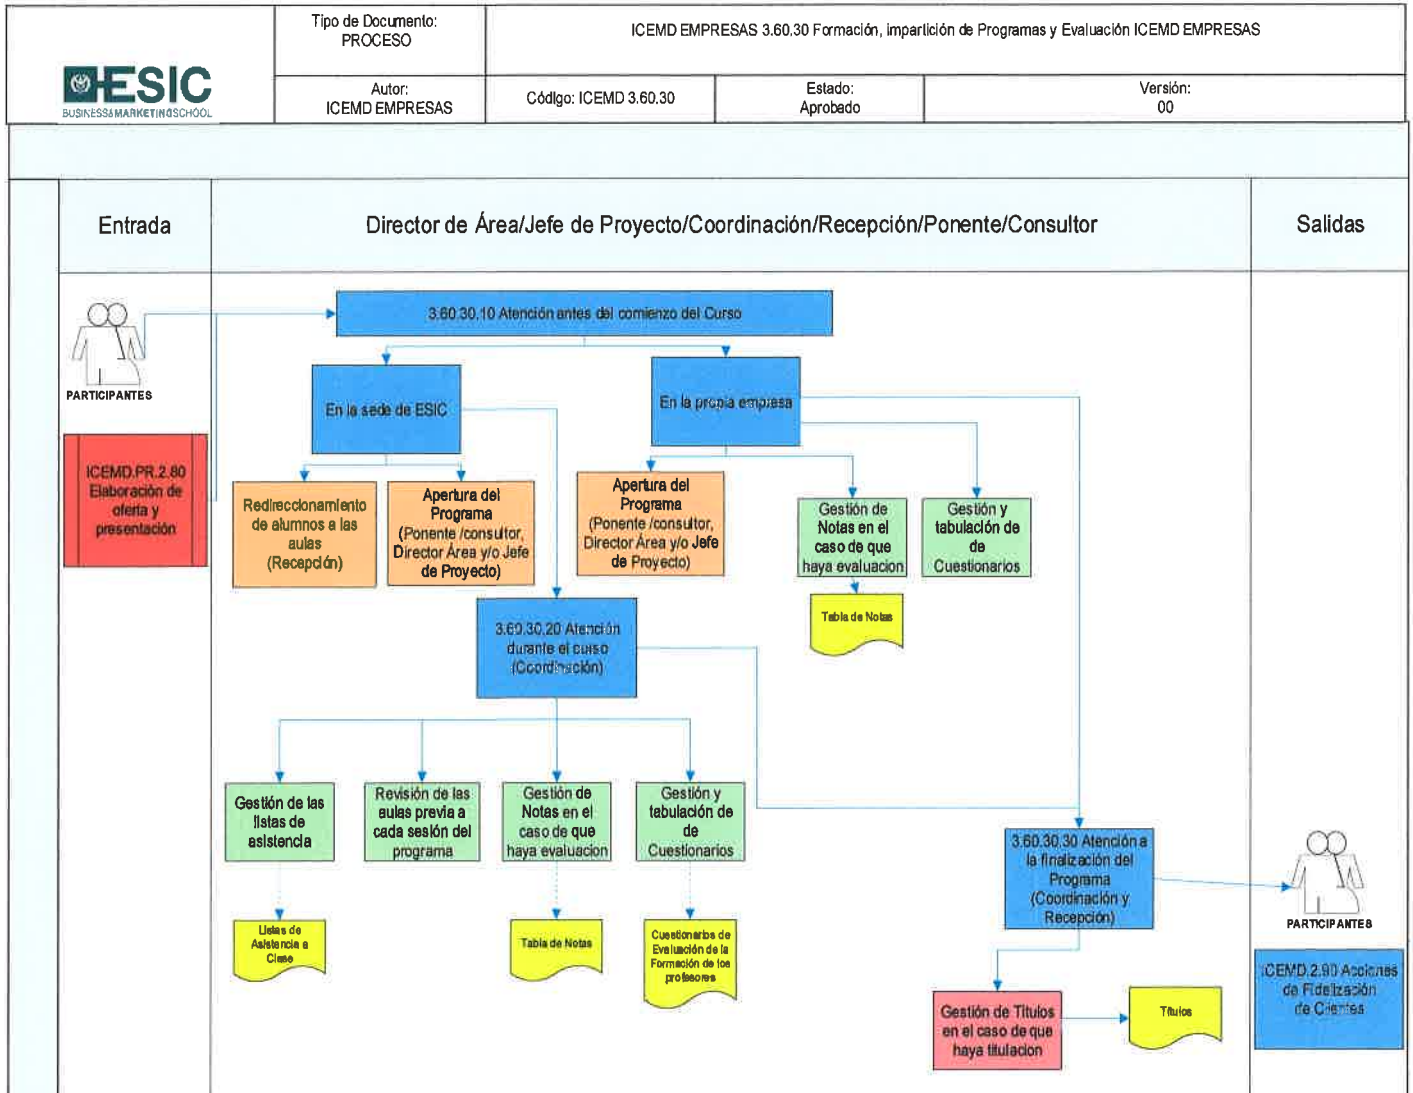 Tipo de Documento:
PROCESO
ICEMD EMPRESAS 3.60.30 Formación, impartición de Programas y Evaluación ICEMD EMPRESAS
ESIC
BUSINESS&MARKETINGSCHOOL
Autor:
ICEMD EMPRESAS
Código: ICEMD 3.60.30
Estado:
Aprobado
Versión:
00
Entrada
Director de Área/Jefe de Proyecto/Coordinación/Recepción/Ponente/Consultor
Salidas
PARTICIPANTES
3.60.30.10 Atención antes del comienzo del Curso
En la sede de ESIC
En la propia empresa
ICEMD.PR.2.80
Elaboración de
oferta y
presentación
Redireccionamiento
de alumnos a las
aulas
(Recepción)
Apertura del
Programa
(Ponente /consultor,
Director Área y/o Jefe
de Proyecto)
Apertura del
Programa
(Ponente /consultor,
Director Área y/o Jefe
de Proyecto)
Gestión de
Notas en el
caso de que
haya evaluacion
Gestión y
tabulación de
de
Cuestionarios
Tabla de Notas
3.60.30.20 Atención
durante el curso
(Coordinación)
Gestión de las
listas de
asistencia
Revisión de las
aulas previa a
cada sesión del
programa
Gestión de
Notas en el
caso de que
haya evaluacion
Gestión y
tabulación de
de
Cuestionarios
3.60.30.30 Atención a
la finalización del
Programa
(Coordinación y
Recepción)
PARTICIPANTES
Listas de
Asistencia a
Clase
Tabla de Notas
Cuestionarios de
Evaluación de la
Formación de los
profesores
ICEMD.2.90 Acciones
de Fidelización
de Clientes
Gestión de Títulos
en el caso de que
haya titulacion
Títulos